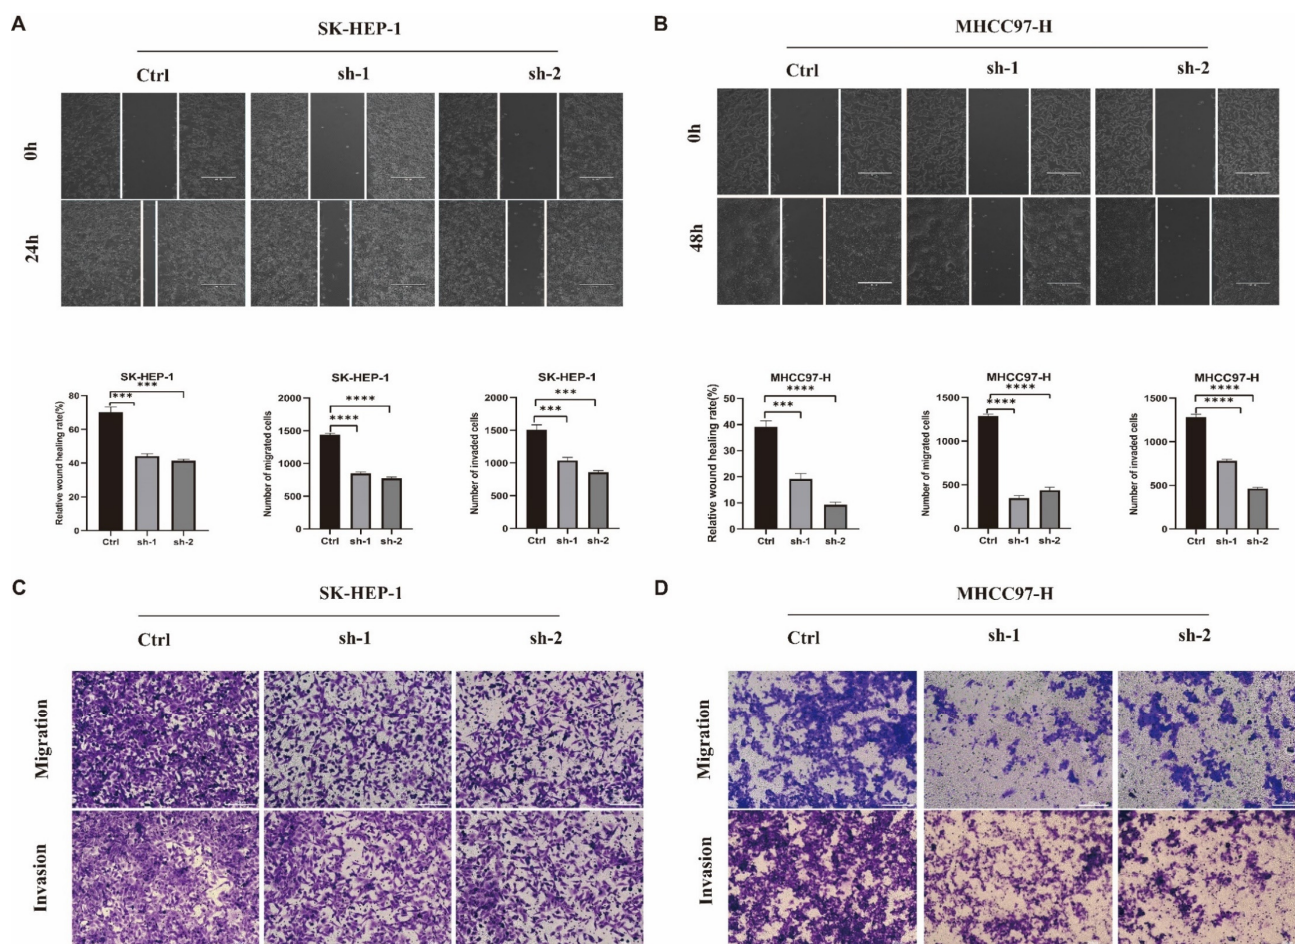 A
SK-HEP-1
Ctrl sh-1 sh-2
0h
24h
B
MHCC97-H
Ctrl sh-1 sh-2
0h
48h
SK-HEP-1
Relative wound healing rate(%)
80
60
40
20
0
*** ***
Ctrl sh-1 sh-2
SK-HEP-1
Number of migrated cells
2000
1500
1000
500
0
**** ****
Ctrl sh-1 sh-2
SK-HEP-1
Number of invaded cells
2000
1500
1000
500
0
*** ***
Ctrl sh-1 sh-2
MHCC97-H
Relative wound healing rate(%)
50
40
30
20
10
0
****
***
Ctrl sh-1 sh-2
MHCC97-H
Number of migrated cells
1500
1000
500
0
****
****
Ctrl sh-1 sh-2
MHCC97-H
Number of invaded cells
1500
1000
500
0
****
****
Ctrl sh-1 sh-2
C
SK-HEP-1
Ctrl sh-1 sh-2
Migration
Invasion
D
MHCC97-H
Ctrl sh-1 sh-2
Migration
Invasion